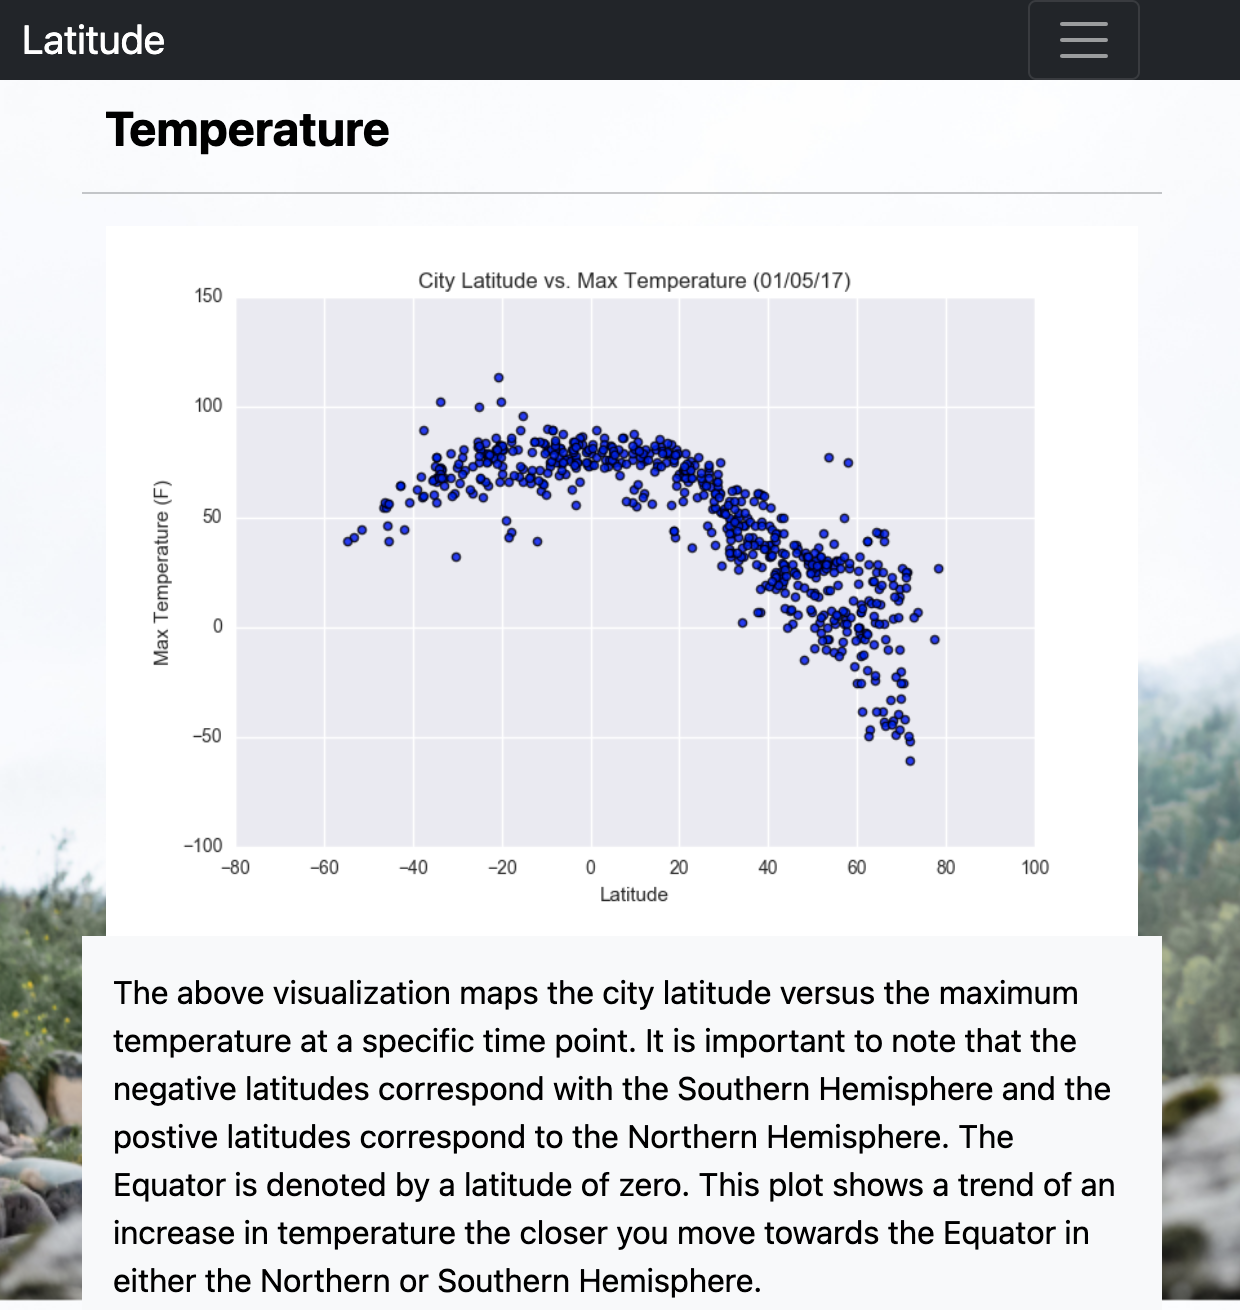 Latitude
Temperature
City Latitude vs. Max Temperature (01/05/17)
150
100
50
0
−50
−100
Max Temperature (F)
−80 −60 −40 −20 0 20 40 60 80 100
Latitude
The above visualization maps the city latitude versus the maximum
temperature at a specific time point. It is important to note that the
negative latitudes correspond with the Southern Hemisphere and the
postive latitudes correspond to the Northern Hemisphere. The
Equator is denoted by a latitude of zero. This plot shows a trend of an
increase in temperature the closer you move towards the Equator in
either the Northern or Southern Hemisphere.